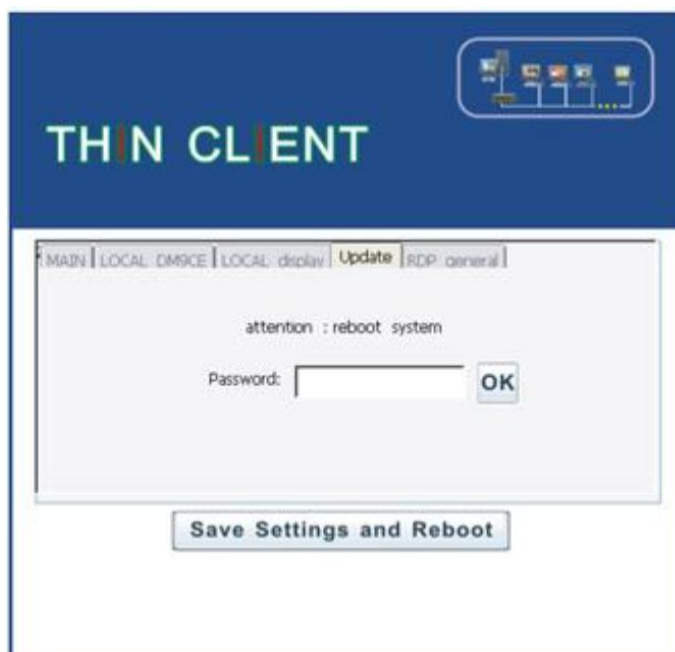 THIN CLIENT
MAIN LOCAL DM9CE LOCAL display Update RDP general
attention : reboot system
Password: OK
Save Settings and Reboot